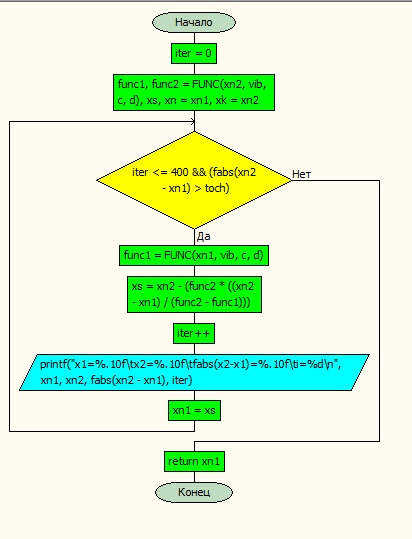 Начало
iter = 0
func1, func2 = FUNC(xn2, vib,
c, d), xs, xn = xn1, xk = xn2
iter <= 400 && (fabs(xn2
- xn1) > toch)
Нет
Да
func1 = FUNC(xn1, vib, c, d)
xs = xn2 - (func2 * ((xn2
- xn1) / (func2 - func1)))
iter++
printf("x1=%.10f\tx2=%.10f\tfabs(x2-x1)=%.10f\ti=%d\n",
xn1, xn2, fabs(xn2 - xn1), iter)
xn1 = xs
return xn1
Конец